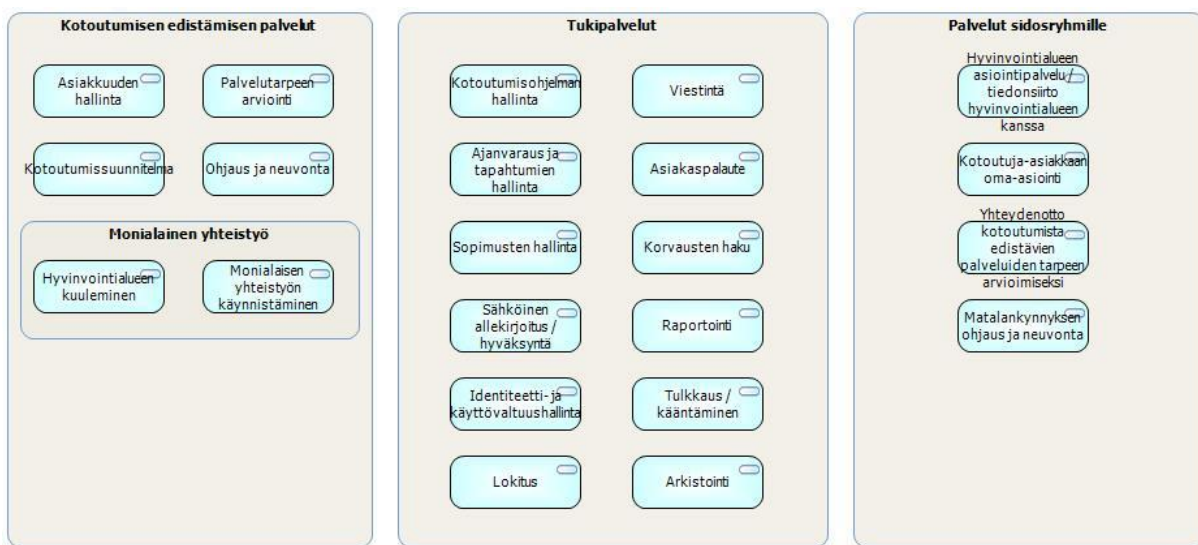 Kotoutumisen edistämisen palvelut
Asiakkuuden
hallinta
Palvelutarpeen
arviointi
Kotoutumissuunnitelma
Ohjaus ja neuvonta
Monialainen yhteistyö
Hyvinvointialueen
kuuleminen
Monialaisen
yhteistyön
käynnistäminen
Tukipalvelut
Kotoutumisohjelman
hallinta
Viestintä
Ajanvaraus ja
tapahtumien
hallinta
Asiakaspalaute
Sopimusten hallinta
Korvausten haku
Sähköinen
allekirjoitus /
hyväksyntä
Raportointi
Identiteetti- ja
käyttövaltuushallinta
Tulkkaus /
kääntäminen
Lokitus
Arkistointi
Palvelut sidosryhmille
Hyvinvointialueen
asiointipalvelu /
tiedonsiirto
hyvinvointialueen
kanssa
Kotoutuja-asiakkaan
oma-asiointi
Yhteydenotto
kotoutumista
edistävien
palveluiden tarpeen
arvioimiseksi
Matalankynnyksen
ohjaus ja neuvonta